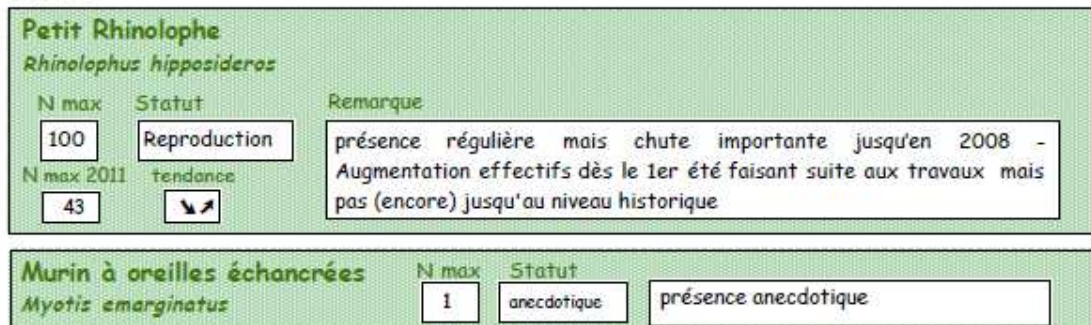 Petit Rhinolophe
Rhinolophus hipposideros
N max Statut Remarque
100 Reproduction
présence régulière mais chute importante jusqu'en 2008 -
Augmentation effectifs dès le 1er été faisant suite aux travaux mais
pas (encore) jusqu'au niveau historique
N max 2011 tendance
43
Murin à oreilles échancrées
Myotis emarginatus
N max Statut
1 anecdotique présence anecdotique